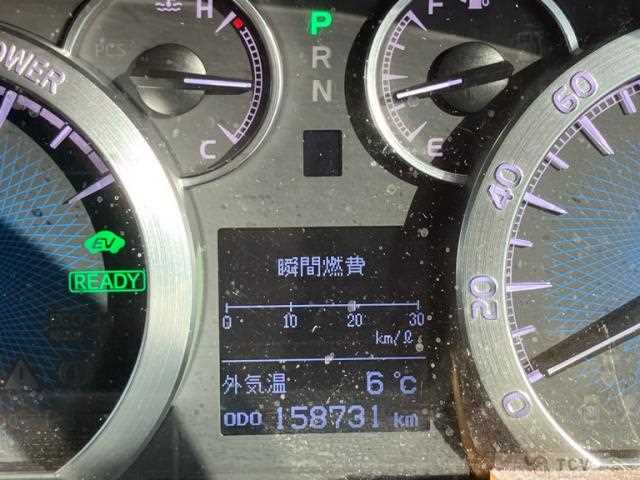 H
C
PCS
P
R
N
F
E
POWER
EV
READY
瞬間燃費
0 10 20 30
km/ℓ
外気温 6℃
ODO 158731 km
60
40
20
0
TCV